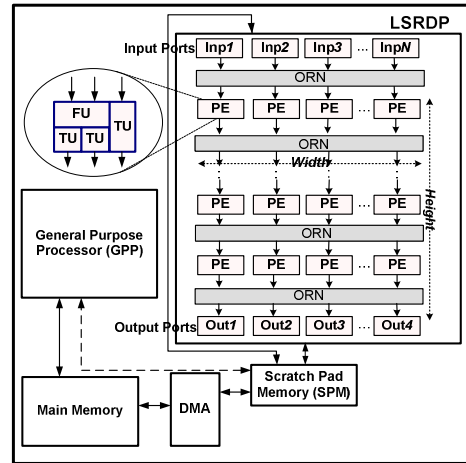 LSRDP
Input Ports
Inp1 Inp2 Inp3 ... InpN
ORN
PE PE PE ... PE
FU
TU
TU TU
ORN
Width
Height
PE PE PE ... PE
ORN
PE PE PE ... PE
ORN
Output Ports
Out1 Out2 Out3 ... Out4
General Purpose
Processor (GPP)
Main Memory
DMA
Scratch Pad
Memory (SPM)